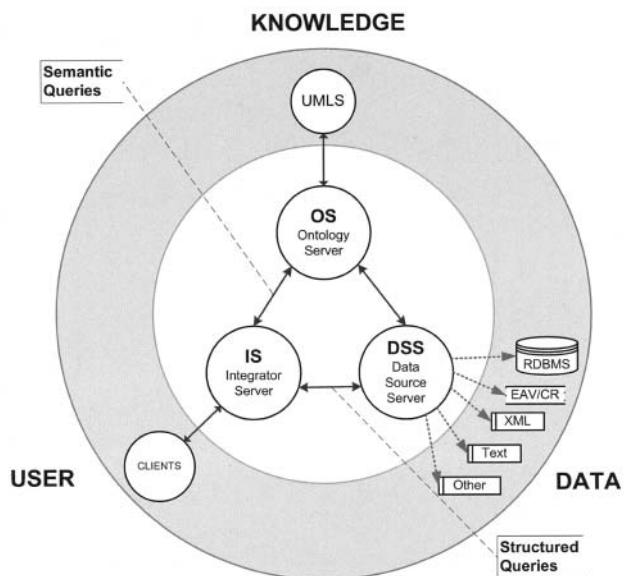 KNOWLEDGE
Semantic
Queries
UMLS
OS
Ontology
Server
IS
Integrator
Server
DSS
Data
Source
Server
RDBMS
EAV/CR
XML
Text
Other
CLIENTS
USER
DATA
Structured
Queries